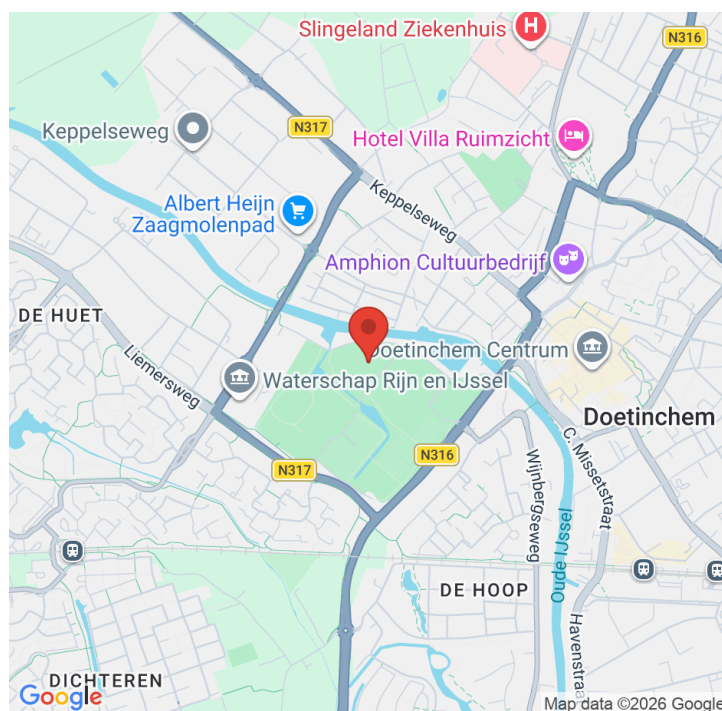 Slingeland Ziekenhuis
H
N316
Keppelseweg
N317
Hotel Villa Ruimzicht
Keppelseweg
Albert Heijn
Zaagmolenpad
Amphion Cultuurbedrijf
DE HUET
Liemersweg
Doetinchem Centrum
Waterschap Rijn en IJssel
Doetinchem
N316
N317
C. Missetstraat
Wijnbergseweg
Oude IJssel
DE HOOP
Havenstraa
DICHTEREN
Google
Map data ©2026 Google